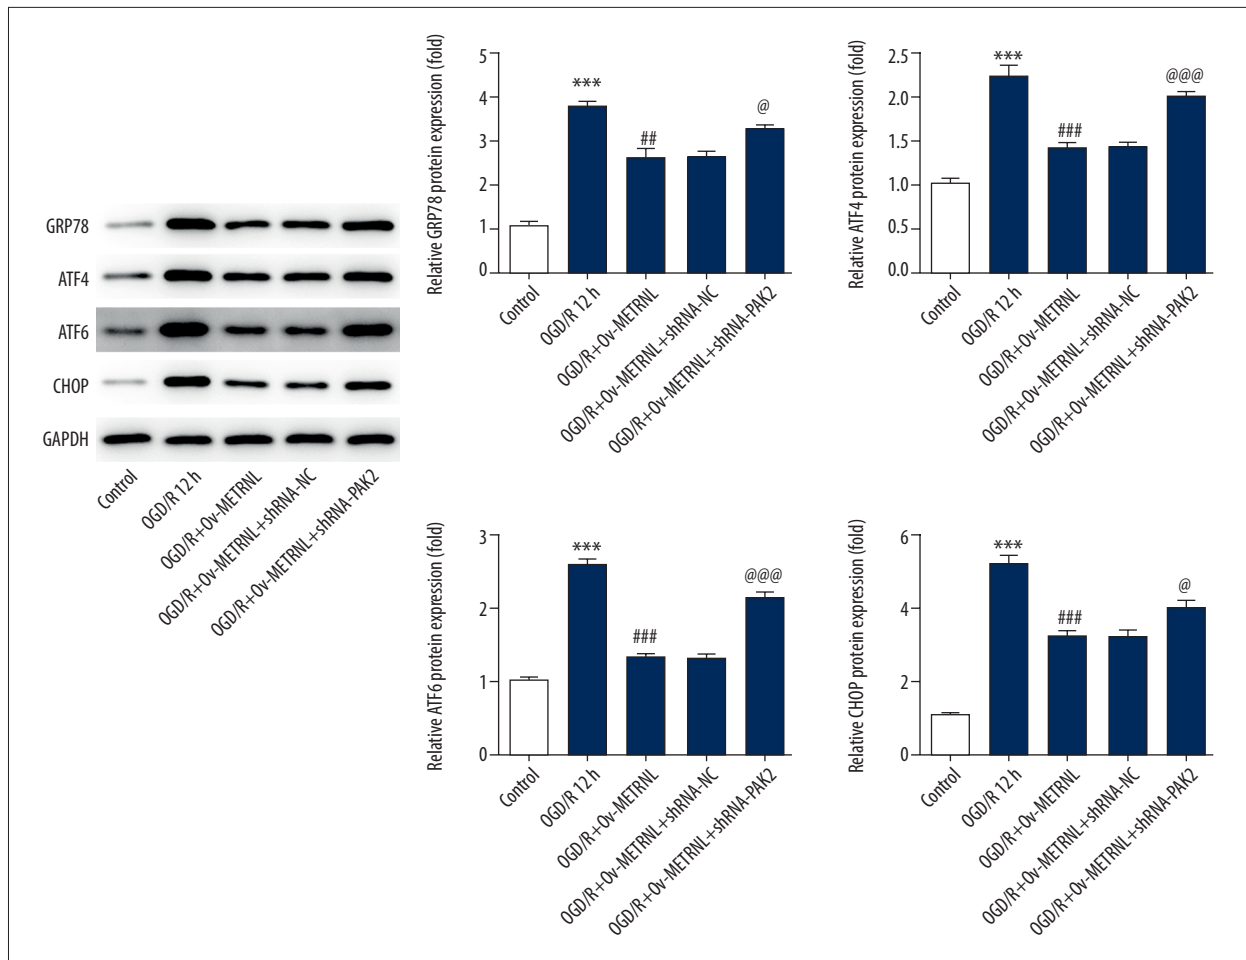 GRP78
ATF4
ATF6
CHOP
GAPDH
Control
OGD/R 12 h
OGD/R+Ov-METRNL
OGD/R+Ov-METRNL+shRNA-NC
OGD/R+Ov-METRNL+shRNA-PAK2
Relative GRP78 protein expression (fold)
5
4
3
2
1
0
***
##
@
Control
OGD/R 12 h
OGD/R+Ov-METRNL
OGD/R+Ov-METRNL+shRNA-NC
OGD/R+Ov-METRNL+shRNA-PAK2
Relative ATF4 protein expression (fold)
2.5
2.0
1.5
1.0
0.5
0.0
***
###
@@@
Control
OGD/R 12 h
OGD/R+Ov-METRNL
OGD/R+Ov-METRNL+shRNA-NC
OGD/R+Ov-METRNL+shRNA-PAK2
Relative ATF6 protein expression (fold)
3
2
1
0
***
###
@@@
Control
OGD/R 12 h
OGD/R+Ov-METRNL
OGD/R+Ov-METRNL+shRNA-NC
OGD/R+Ov-METRNL+shRNA-PAK2
Relative CHOP protein expression (fold)
6
4
2
0
***
###
@
Control
OGD/R 12 h
OGD/R+Ov-METRNL
OGD/R+Ov-METRNL+shRNA-NC
OGD/R+Ov-METRNL+shRNA-PAK2